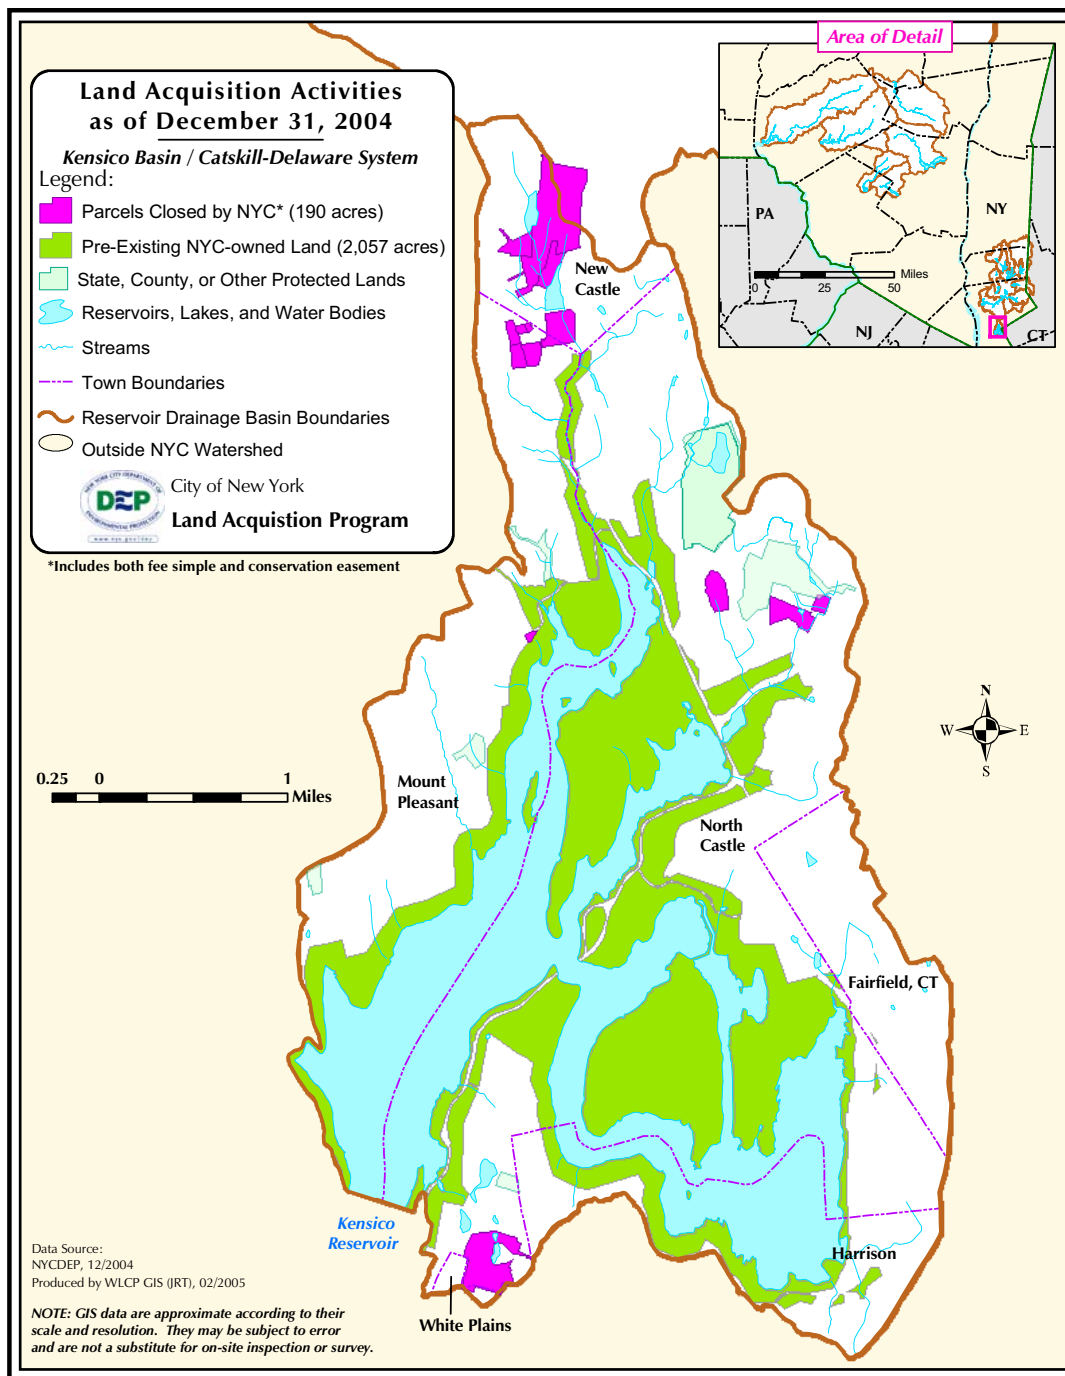 Land Acquisition Activities
as of December 31, 2004
Kensico Basin / Catskill-Delaware System
Legend:
Parcels Closed by NYC* (190 acres)
Pre-Existing NYC-owned Land (2,057 acres)
State, County, or Other Protected Lands
Reservoirs, Lakes, and Water Bodies
Streams
Town Boundaries
Reservoir Drainage Basin Boundaries
Outside NYC Watershed
DEP
City of New York
Land Acquistion Program
*Includes both fee simple and conservation easement
Area of Detail
PA
NY
NJ
CT
Miles
0 25 50
New
Castle
N
W E
S
0.25 0 1
Miles
Mount
Pleasant
North
Castle
Fairfield, CT
Kensico
Reservoir
Harrison
White Plains
Data Source:
NYCDEP, 12/2004
Produced by WLCP GIS (JRT), 02/2005
NOTE: GIS data are approximate according to their
scale and resolution. They may be subject to error
and are not a substitute for on-site inspection or survey.